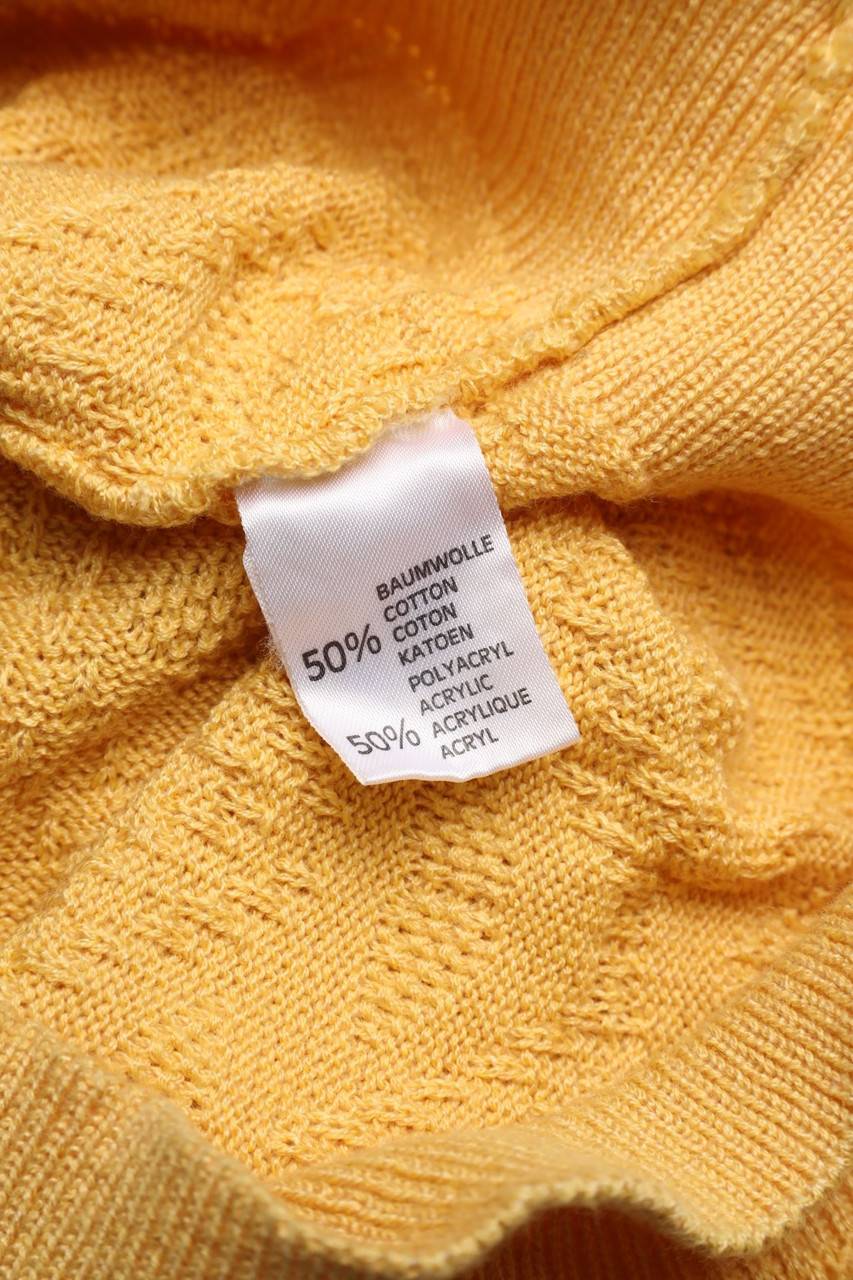 BAUMWOLLE
COTTON
COTON
50% KATOEN
POLYACRYL
ACRYLIC
ACRYLIQUE
50% ACRYL